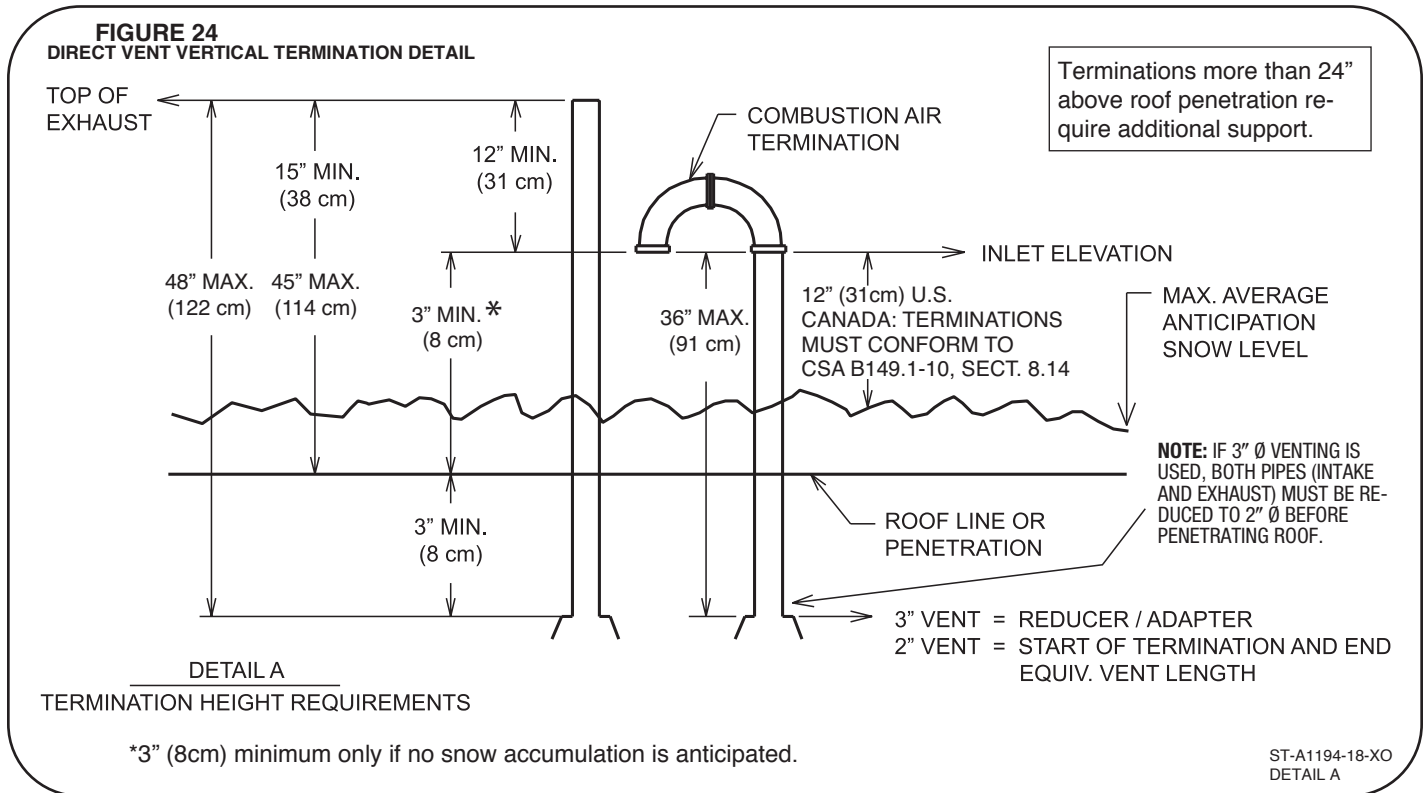 FIGURE 24
DIRECT VENT VERTICAL TERMINATION DETAIL
Terminations more than 24”
above roof penetration re-
quire additional support.
TOP OF
EXHAUST
COMBUSTION AIR
TERMINATION
12” MIN.
(31 cm)
15” MIN.
(38 cm)
INLET ELEVATION
48” MAX.
(122 cm)
45” MAX.
(114 cm)
3” MIN. *
(8 cm)
36” MAX.
(91 cm)
12” (31cm) U.S.
CANADA: TERMINATIONS
MUST CONFORM TO
CSA B149.1-10, SECT. 8.14
MAX. AVERAGE
ANTICIPATION
SNOW LEVEL
NOTE: IF 3” Ø VENTING IS
USED, BOTH PIPES (INTAKE
AND EXHAUST) MUST BE RE-
DUCED TO 2” Ø BEFORE
PENETRATING ROOF.
3” MIN.
(8 cm)
ROOF LINE OR
PENETRATION
3” VENT = REDUCER / ADAPTER
2” VENT = START OF TERMINATION AND END
EQUIV. VENT LENGTH
DETAIL A
TERMINATION HEIGHT REQUIREMENTS
*3” (8cm) minimum only if no snow accumulation is anticipated.
ST-A1194-18-XO
DETAIL A